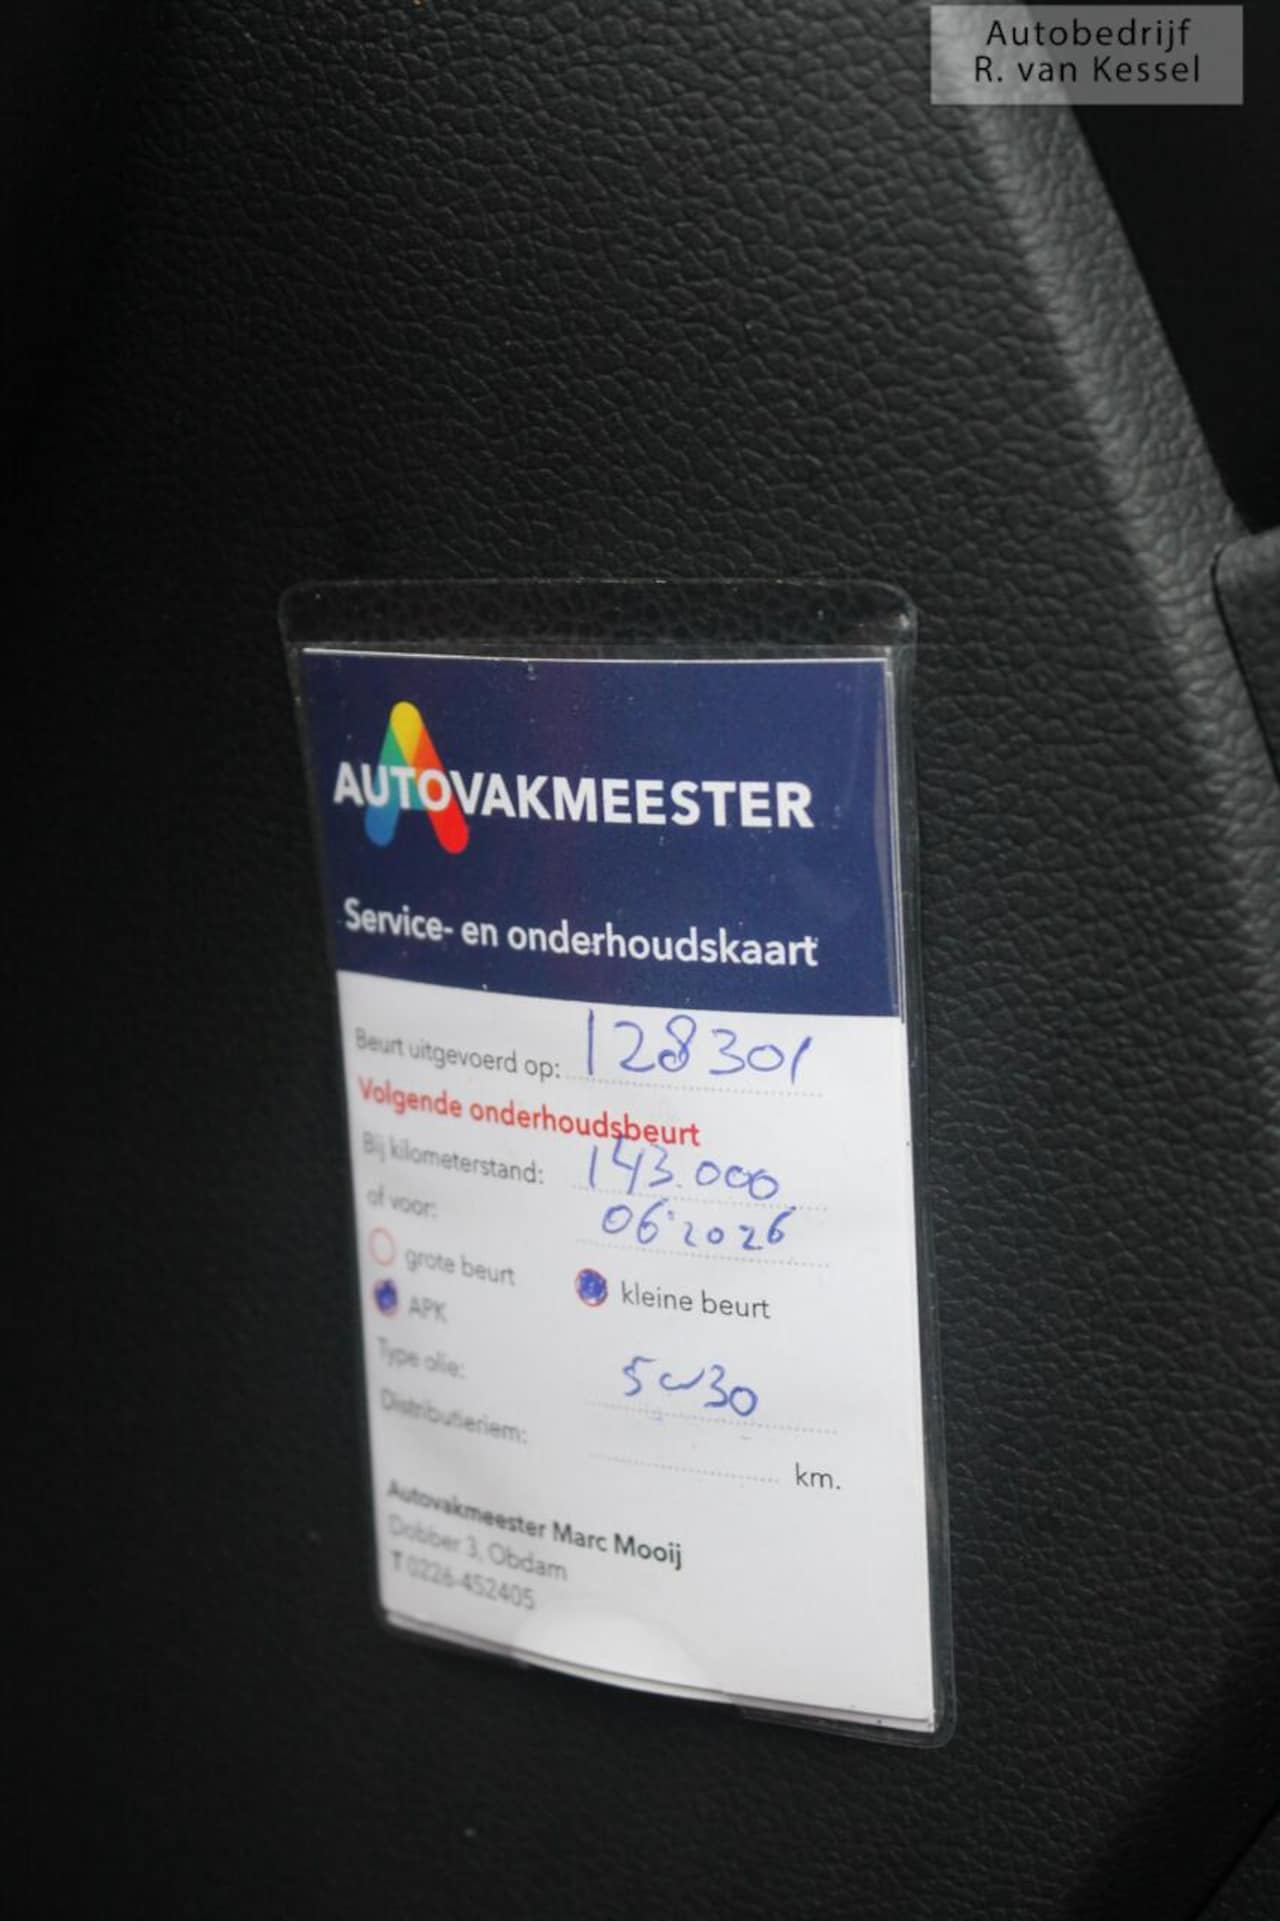 Autobedrijf
R. van Kessel
AUTOVAKMEESTER
Service- en onderhoudskaart
Beurt uitgevoerd op: 128301
Volgende onderhoudsbeurt
Bij kilometerstand: 143.000
of voor: 06 2026
grote beurt kleine beurt
APK
Type olie: 5w30
Distributieriem: km.
Autovakmeester Marc Mooij
Dobber 3, Obdam
T 0226-452405